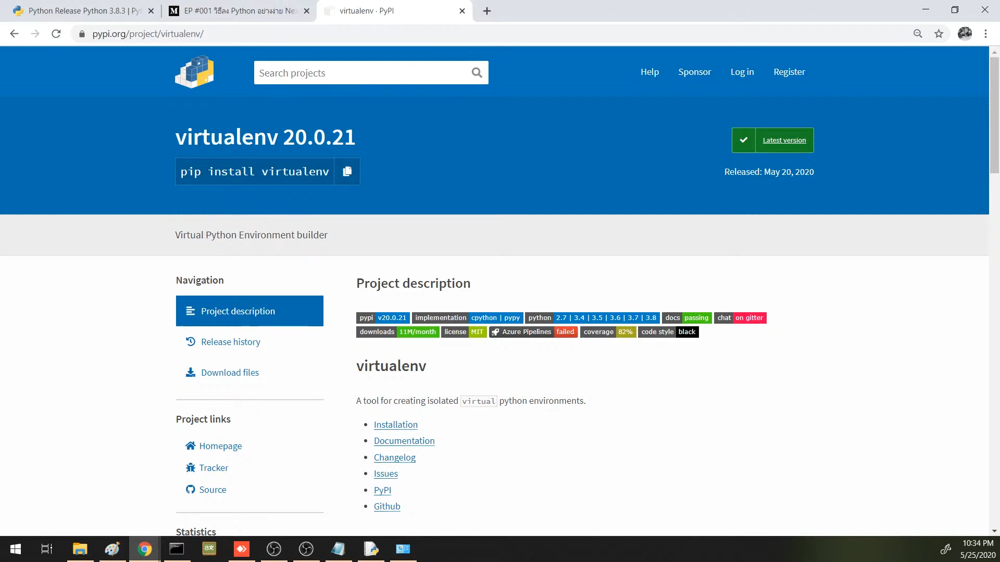 Python Release Python 3.8.3 | Pyt
EP #001 วิธีลง Python อย่างง่าย Nex
virtualenv · PyPI
pypi.org/project/virtualenv/
Search projects
Help
Sponsor
Log in
Register
virtualenv 20.0.21
pip install virtualenv
Latest version
Released: May 20, 2020
Virtual Python Environment builder
Navigation
Project description
Release history
Download files
Project links
Homepage
Tracker
Source
Statistics
Project description
pypi v20.0.21 implementation cpython | pypy python 2.7 | 3.4 | 3.5 | 3.6 | 3.7 | 3.8 docs passing chat on gitter
downloads 11M/month license MIT Azure Pipelines failed coverage 82% code style black
virtualenv
A tool for creating isolated virtual python environments.
Installation
Documentation
Changelog
Issues
PyPI
Github
10:34 PM
5/25/2020